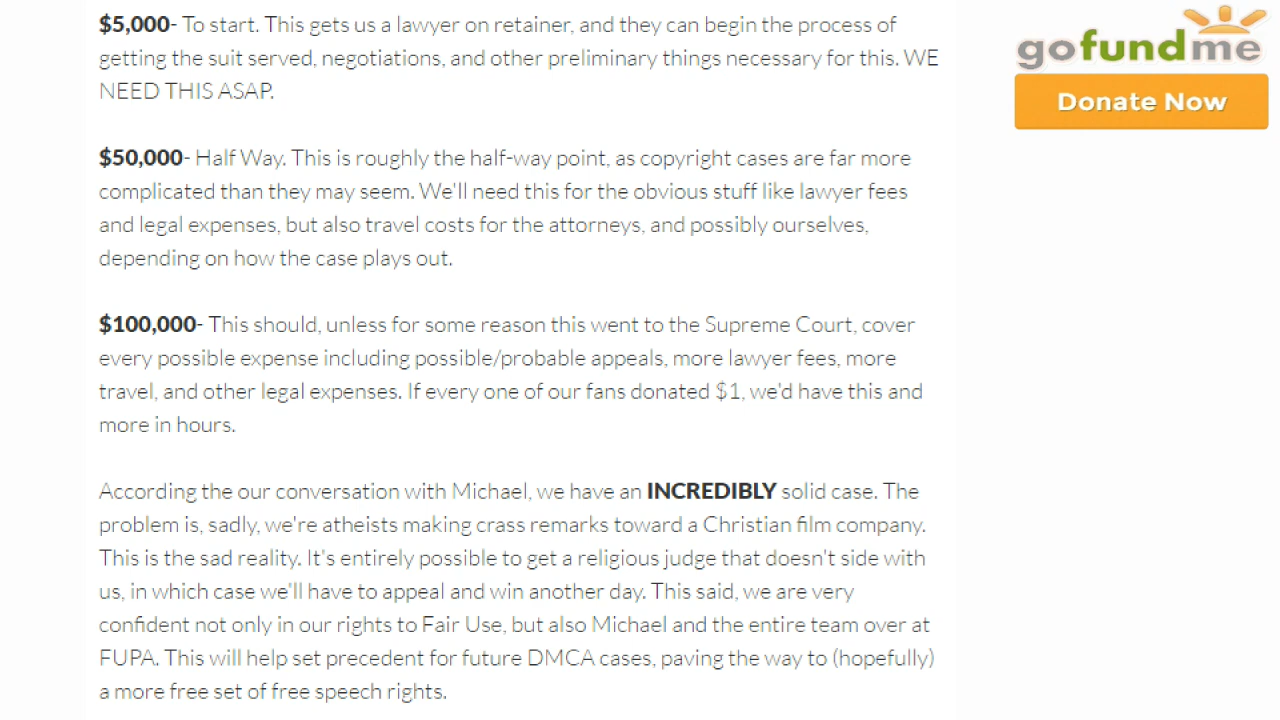 $5,000- To start. This gets us a lawyer on retainer, and they can begin the process of
getting the suit served, negotiations, and other preliminary things necessary for this. WE
NEED THIS ASAP.
gofundme
Donate Now
$50,000- Half Way. This is roughly the half-way point, as copyright cases are far more
complicated than they may seem. We'll need this for the obvious stuff like lawyer fees
and legal expenses, but also travel costs for the attorneys, and possibly ourselves,
depending on how the case plays out.
$100,000- This should, unless for some reason this went to the Supreme Court, cover
every possible expense including possible/probable appeals, more lawyer fees, more
travel, and other legal expenses. If every one of our fans donated $1, we'd have this and
more in hours.
According the our conversation with Michael, we have an INCREDIBLY solid case. The
problem is, sadly, we're atheists making crass remarks toward a Christian film company.
This is the sad reality. It's entirely possible to get a religious judge that doesn't side with
us, in which case we'll have to appeal and win another day. This said, we are very
confident not only in our rights to Fair Use, but also Michael and the entire team over at
FUPA. This will help set precedent for future DMCA cases, paving the way to (hopefully)
a more free set of free speech rights.